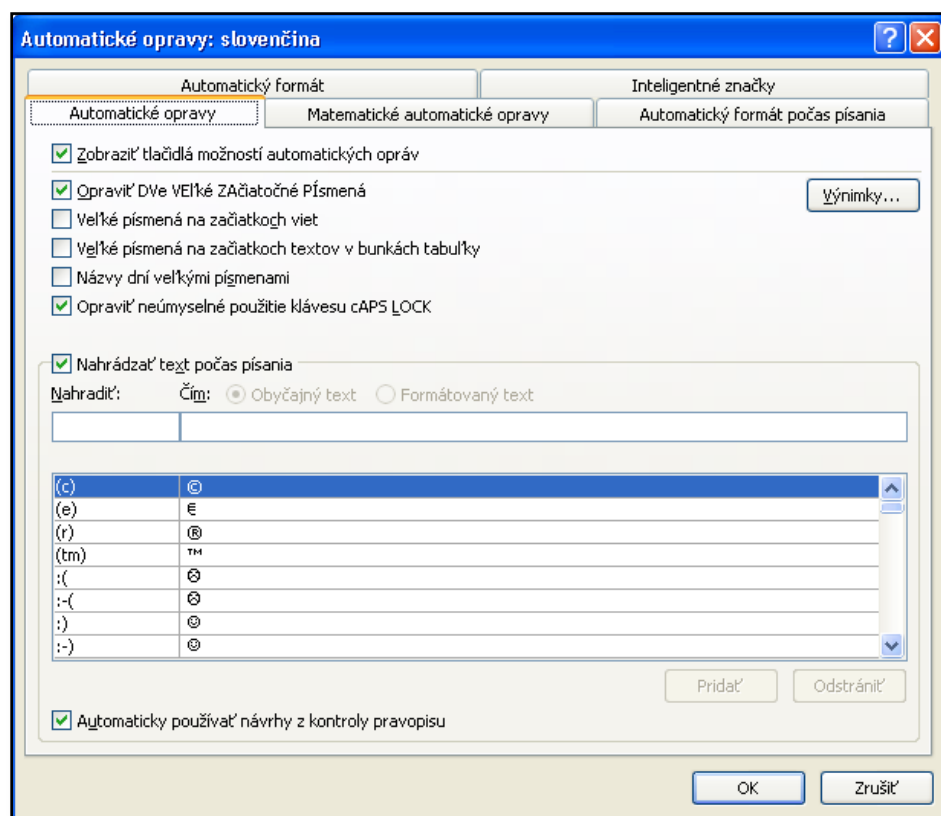 Automatické opravy: slovenčina
Automatický formát Inteligentné značky
Automatické opravy Matematické automatické opravy Automatický formát počas písania
Zobraziť tlačidlá možností automatických opráv
Opraviť DVe VEľké ZAčiatočné PÍsmená Výnimky...
Veľké písmená na začiatkoch viet
Veľké písmená na začiatkoch textov v bunkách tabuľky
Názvy dní veľkými písmenami
Opraviť neúmyselné použitie klávesu cAPS LOCK
Nahrádzať text počas písania
Nahradiť: Čím: Obyčajný text Formátovaný text
(c) ©
(e) €
(r) ®
(tm) ™
:( ☹
:-( ☹
:) ☺
:-) ☺
Pridať Odstrániť
Automaticky používať návrhy z kontroly pravopisu
OK Zrušiť